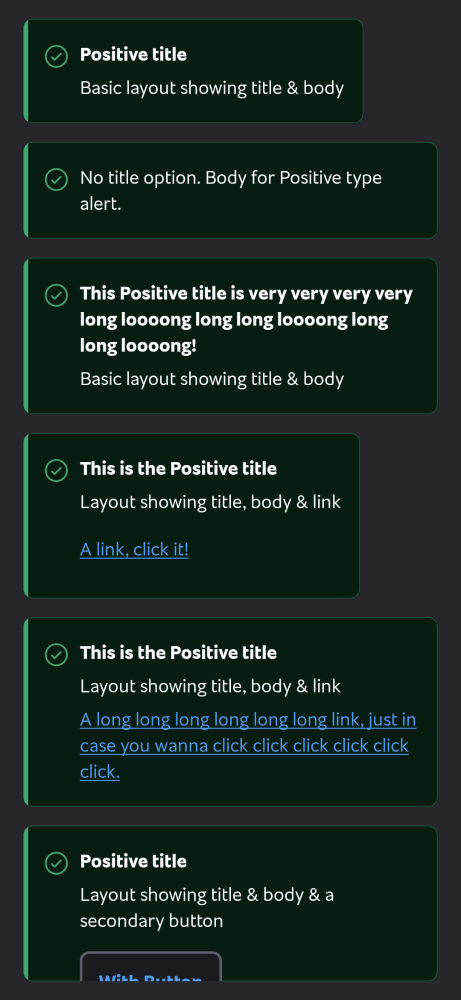 Positive title
Basic layout showing title & body
No title option. Body for Positive type
alert.
This Positive title is very very very very
long loooong long long loooong long
long loooong!
Basic layout showing title & body
This is the Positive title
Layout showing title, body & link
A link, click it!
This is the Positive title
Layout showing title, body & link
A long long long long long long link, just in
case you wanna click click click click click
click.
Positive title
Layout showing title & body & a
secondary button
With Button